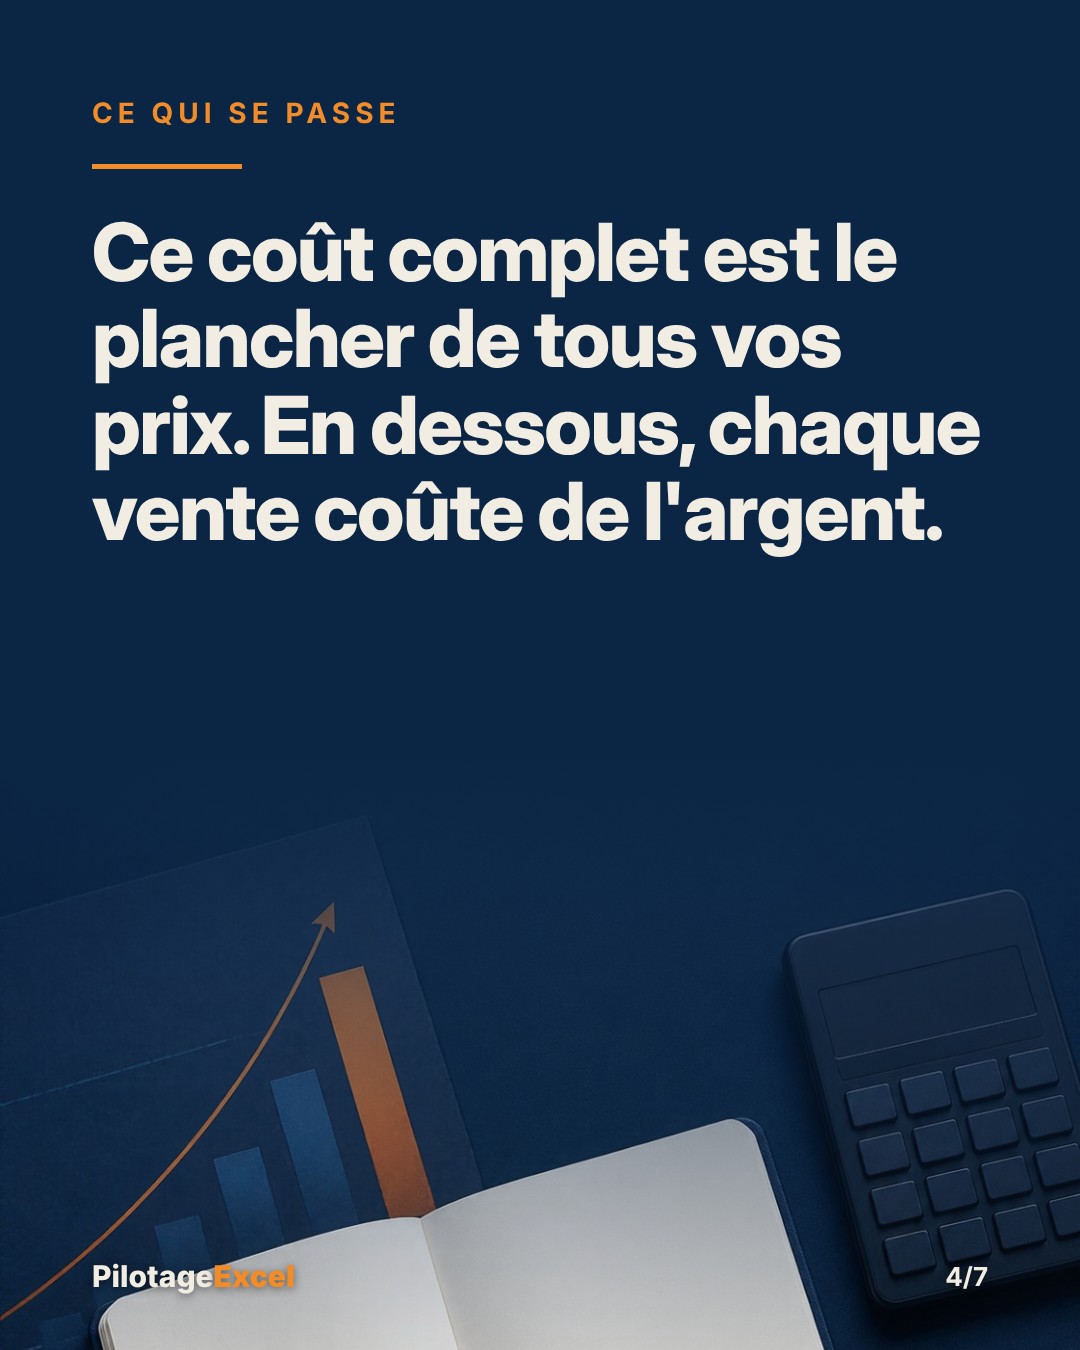 CE QUI SE PASSE
Ce coût complet est le
plancher de tous vos
prix. En dessous, chaque
vente coûte de l'argent.
PilotageExcel
4/7